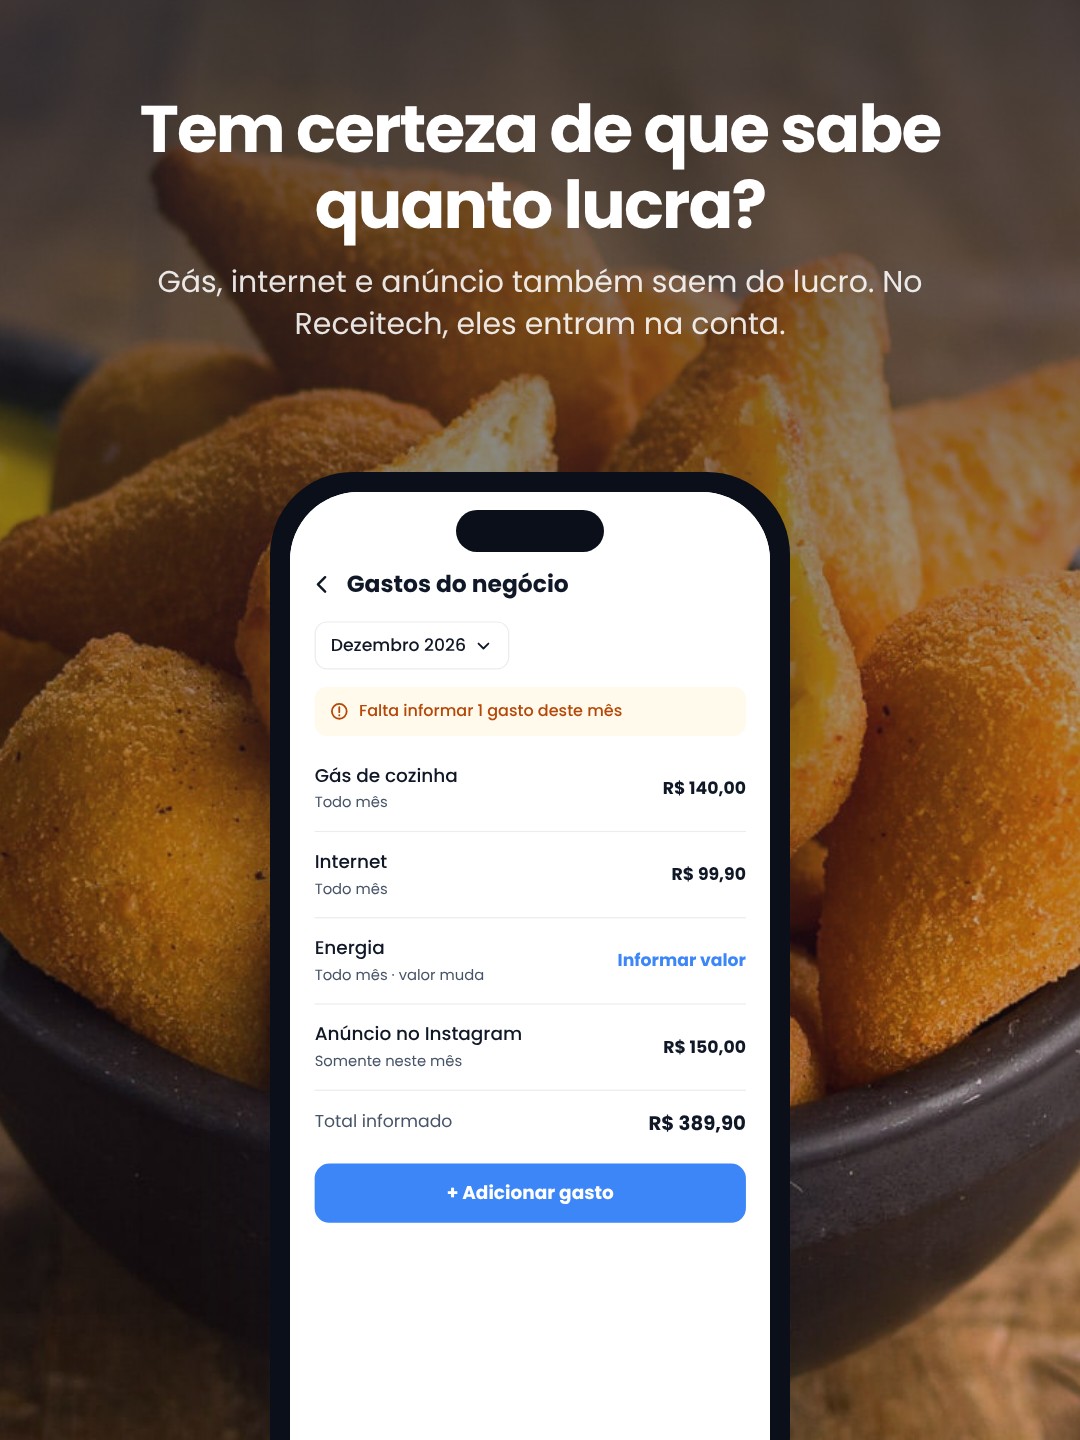 Tem certeza de que sabe
quanto lucra?
Gás, internet e anúncio também saem do lucro. No
Receitech, eles entram na conta.
Gastos do negócio
Dezembro 2026
Falta informar 1 gasto deste mês
Gás de cozinha
Todo mês
R$ 140,00
Internet
Todo mês
R$ 99,90
Energia
Todo mês · valor muda
Informar valor
Anúncio no Instagram
Somente neste mês
R$ 150,00
Total informado
R$ 389,90
+ Adicionar gasto